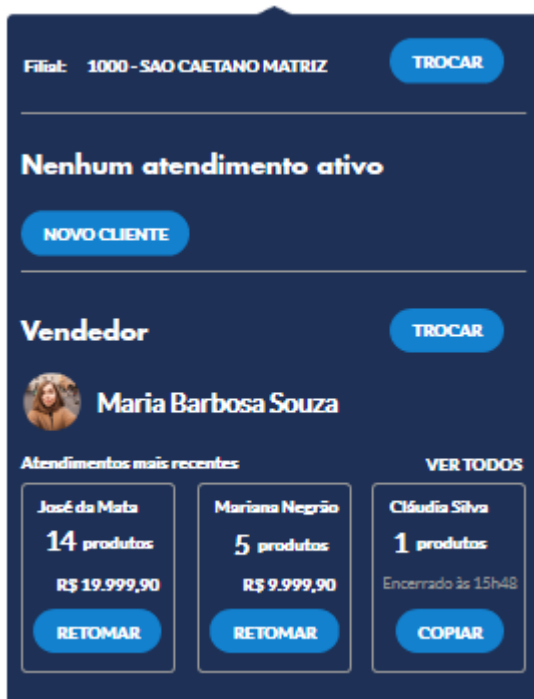 Filial: 1000 - SAO CAETANO MATRIZ TROCAR
Nenhum atendimento ativo
NOVO CLIENTE
Vendedor TROCAR
Maria Barbosa Souza
Atendimentos mais recentes VER TODOS
José da Mata
14 produtos
R$ 19.999,90
RETOMAR
Mariana Negrão
5 produtos
R$ 9.999,90
RETOMAR
Cláudia Silva
1 produtos
Encerrado às 15h48
COPIAR